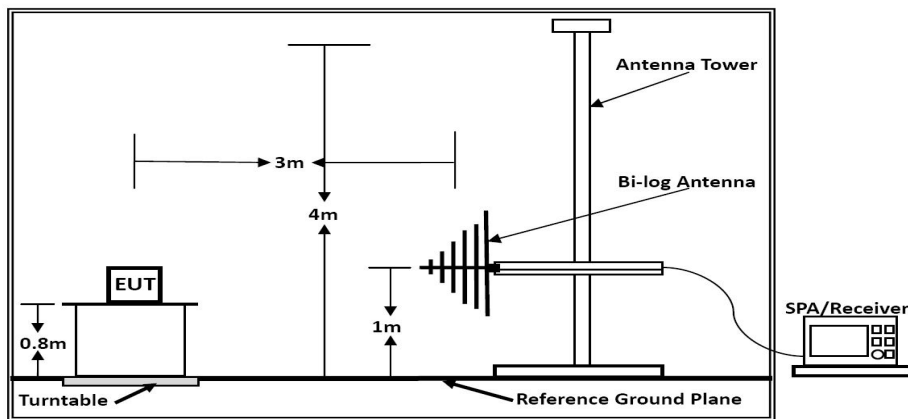 Antenna Tower
3m
Bi-log Antenna
4m
EUT
SPA/Receiver
0.8m
1m
Turntable
Reference Ground Plane